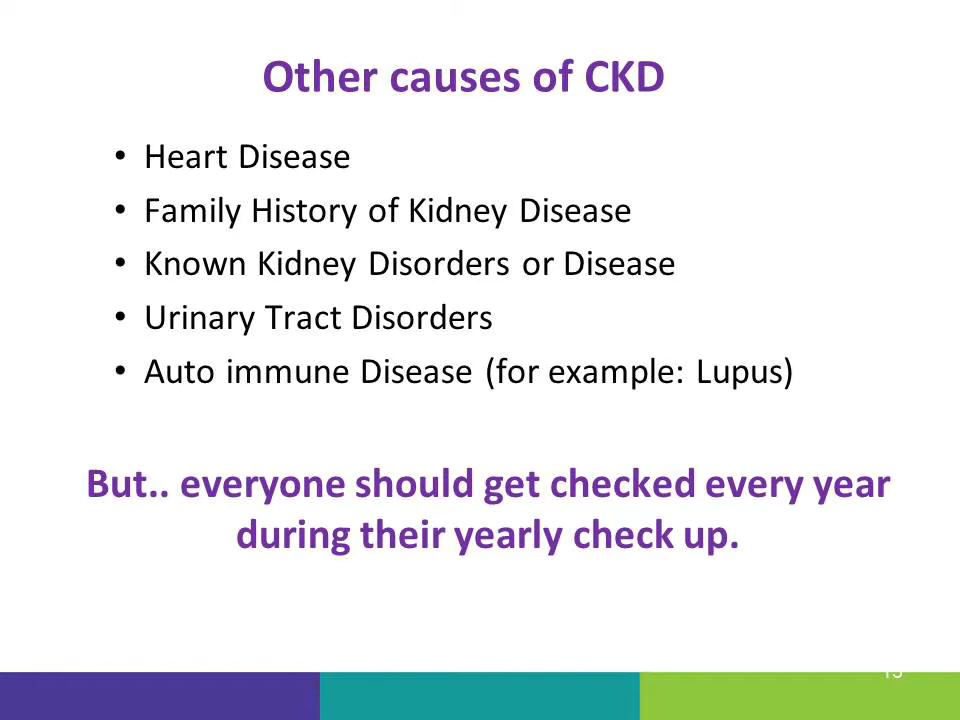 Other causes of CKD
• Heart Disease
• Family History of Kidney Disease
• Known Kidney Disorders or Disease
• Urinary Tract Disorders
• Auto immune Disease (for example: Lupus)
But.. everyone should get checked every year
during their yearly check up.